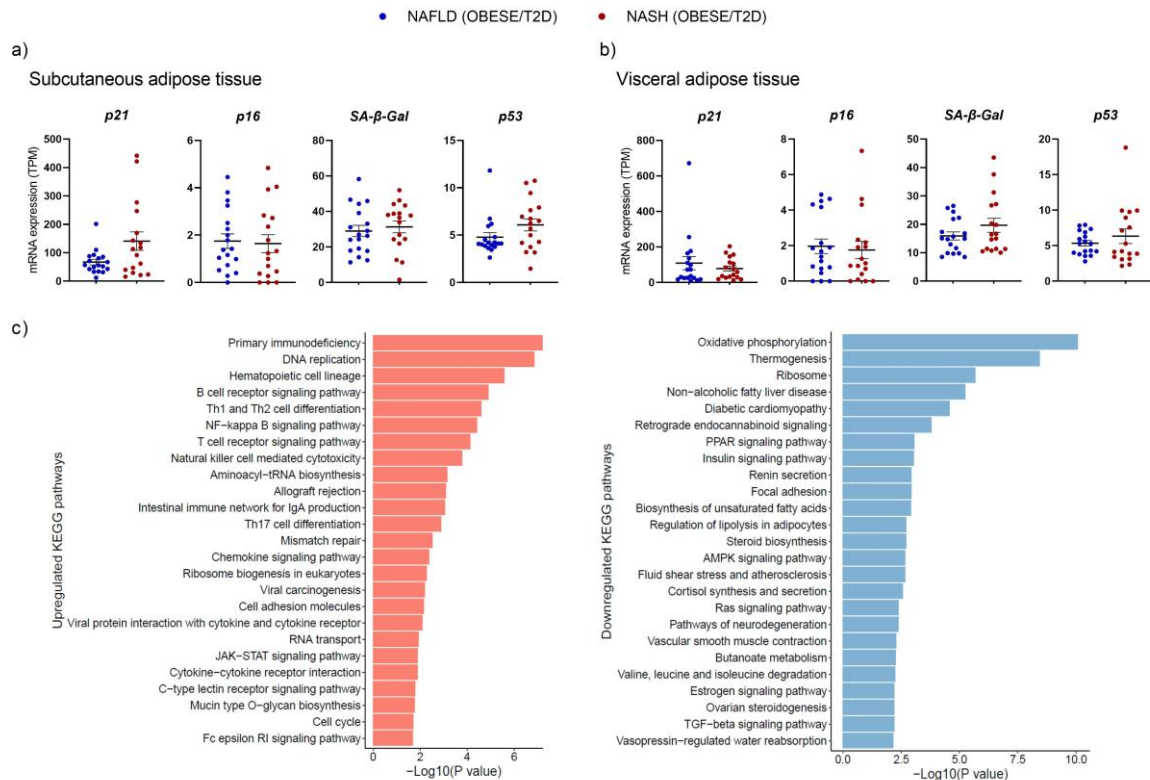 NAFLD (OBESE/T2D) NASH (OBESE/T2D)
a)
Subcutaneous adipose tissue
p21 p16 SA-β-Gal p53
mRNA expression (TPM)
500
400
300
200
100
0
6
4
2
0
80
60
40
20
0
15
10
5
0
b)
Visceral adipose tissue
p21 p16 SA-β-Gal p53
mRNA expression (TPM)
800
600
400
200
0
8
6
4
2
0
50
40
30
20
10
0
20
15
10
5
0
c)
Upregulated KEGG pathways
Primary immunodeficiency
DNA replication
Hematopoietic cell lineage
B cell receptor signaling pathway
Th1 and Th2 cell differentiation
NF-kappa B signaling pathway
T cell receptor signaling pathway
Natural killer cell mediated cytotoxicity
Aminoacyl-tRNA biosynthesis
Allograft rejection
Intestinal immune network for IgA production
Th17 cell differentiation
Mismatch repair
Chemokine signaling pathway
Ribosome biogenesis in eukaryotes
Viral carcinogenesis
Cell adhesion molecules
Viral protein interaction with cytokine and cytokine receptor
RNA transport
JAK-STAT signaling pathway
Cytokine-cytokine receptor interaction
C-type lectin receptor signaling pathway
Mucin type O-glycan biosynthesis
Cell cycle
Fc epsilon RI signaling pathway
0 2 4 6
−Log10(P value)
Downregulated KEGG pathways
Oxidative phosphorylation
Thermogenesis
Ribosome
Non-alcoholic fatty liver disease
Diabetic cardiomyopathy
Retrograde endocannabinoid signaling
PPAR signaling pathway
Insulin signaling pathway
Renin secretion
Focal adhesion
Biosynthesis of unsaturated fatty acids
Regulation of lipolysis in adipocytes
Steroid biosynthesis
AMPK signaling pathway
Fluid shear stress and atherosclerosis
Cortisol synthesis and secretion
Ras signaling pathway
Pathways of neurodegeneration
Vascular smooth muscle contraction
Butanoate metabolism
Valine, leucine and isoleucine degradation
Estrogen signaling pathway
Ovarian steroidogenesis
TGF-beta signaling pathway
Vasopressin-regulated water reabsorption
0.0 2.5 5.0 7.5 10.0
−Log10(P value)